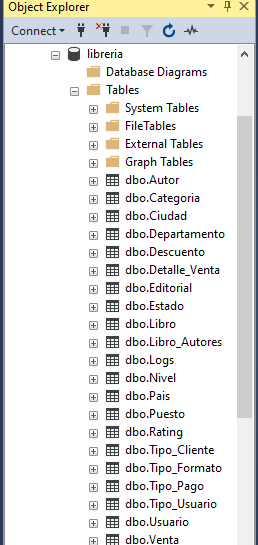 Object Explorer
Connect
libreria
Database Diagrams
Tables
System Tables
FileTables
External Tables
Graph Tables
dbo.Autor
dbo.Categoria
dbo.Ciudad
dbo.Departamento
dbo.Descuento
dbo.Detalle_Venta
dbo.Editorial
dbo.Estado
dbo.Libro
dbo.Libro_Autores
dbo.Logs
dbo.Nivel
dbo.Pais
dbo.Puesto
dbo.Rating
dbo.Tipo_Cliente
dbo.Tipo_Formato
dbo.Tipo_Pago
dbo.Tipo_Usuario
dbo.Usuario
dbo.Venta